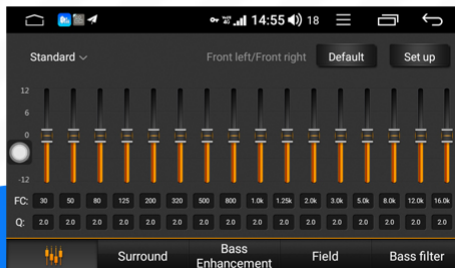 14:55 18
Standard Front left/Front right Default Set up
12
6
0
-12
FC: 30 50 80 125 200 320 500 800 1.0k 1.25k 2.0k 3.0k 5.0k 8.0k 12.0k 16.0k
Q: 2.0 2.0 2.0 2.0 2.0 2.0 2.0 2.0 2.0 2.0 2.0 2.0 2.0 2.0 2.0 2.0
Surround Bass Enhancement Field Bass filter